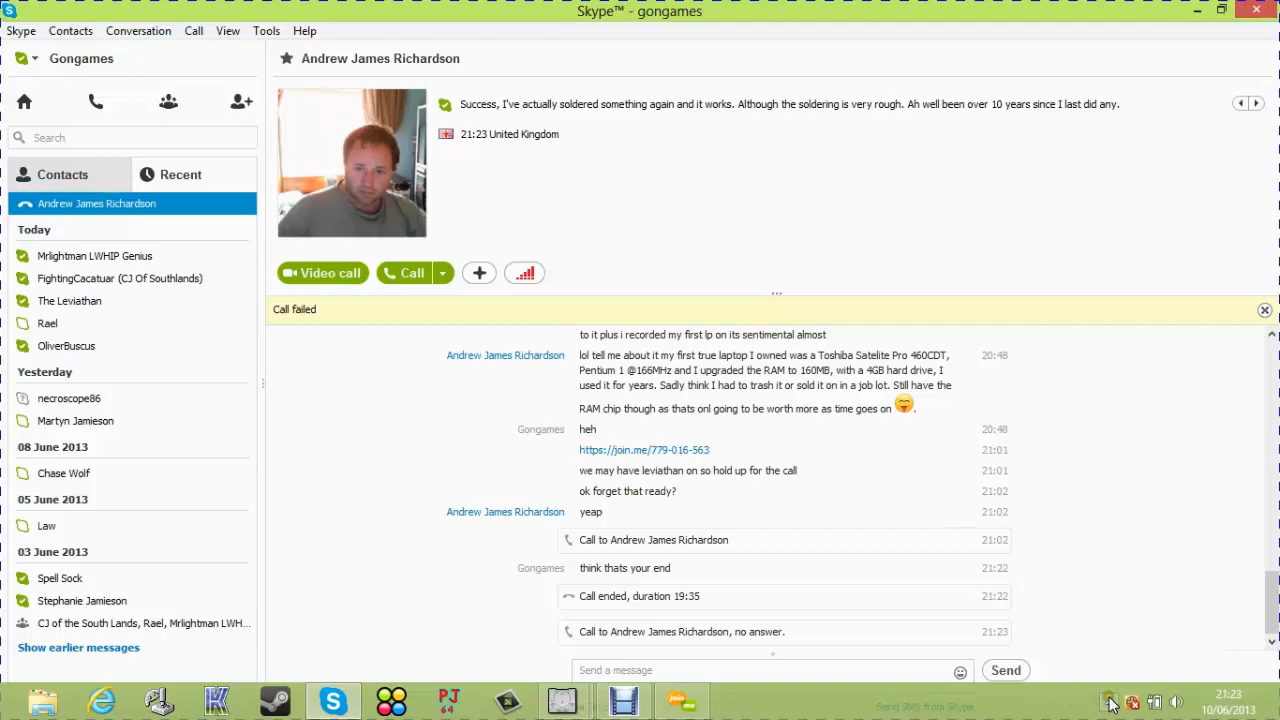 Skype™ - gongames
Skype Contacts Conversation Call View Tools Help
Gongames
Search
Contacts
Recent
Andrew James Richardson
Today
Mrlightman LWHIP Genius
FightingCacatuar (CJ Of Southlands)
The Leviathan
Rael
OliverBuscus
Yesterday
necroscope86
Martyn Jamieson
08 June 2013
Chase Wolf
05 June 2013
Law
03 June 2013
Spell Sock
Stephanie Jamieson
CJ of the South Lands, Rael, Mrlightman LWH...
Show earlier messages
Andrew James Richardson
Success, I've actually soldered something again and it works. Although the soldering is very rough. Ah well been over 10 years since I last did any.
21:23 United Kingdom
Video call
Call
Call failed
to it plus i recorded my first lp on its sentimental almost
Andrew James Richardson lol tell me about it my first true laptop I owned was a Toshiba Satelite Pro 460CDT, 20:48
Pentium 1 @166MHz and I upgraded the RAM to 160MB, with a 4GB hard drive, I
used it for years. Sadly think I had to trash it or sold it on in a job lot. Still have the
RAM chip though as thats onl going to be worth more as time goes on .
Gongames heh 20:48
https://join.me/779-016-563 21:01
we may have leviathan on so hold up for the call 21:01
ok forget that ready? 21:02
Andrew James Richardson yeap 21:02
Call to Andrew James Richardson 21:02
Gongames think thats your end 21:22
Call ended, duration 19:35 21:22
Call to Andrew James Richardson, no answer. 21:23
Send a message
Send
Send SMS from Skype
PJ
64
join
me
21:23
10/06/2013